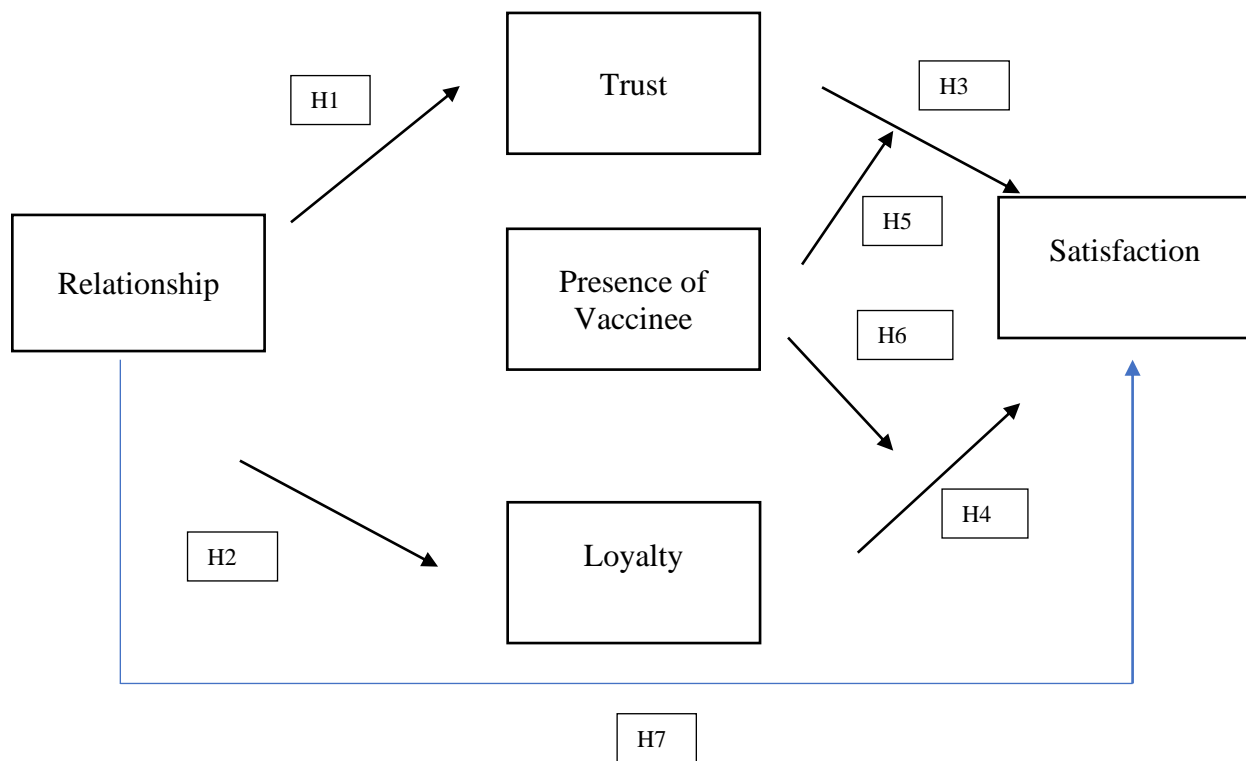 Trust
H1
H3
H5
Relationship
Presence of
Vaccinee
Satisfaction
H6
H2
Loyalty
H4
H7